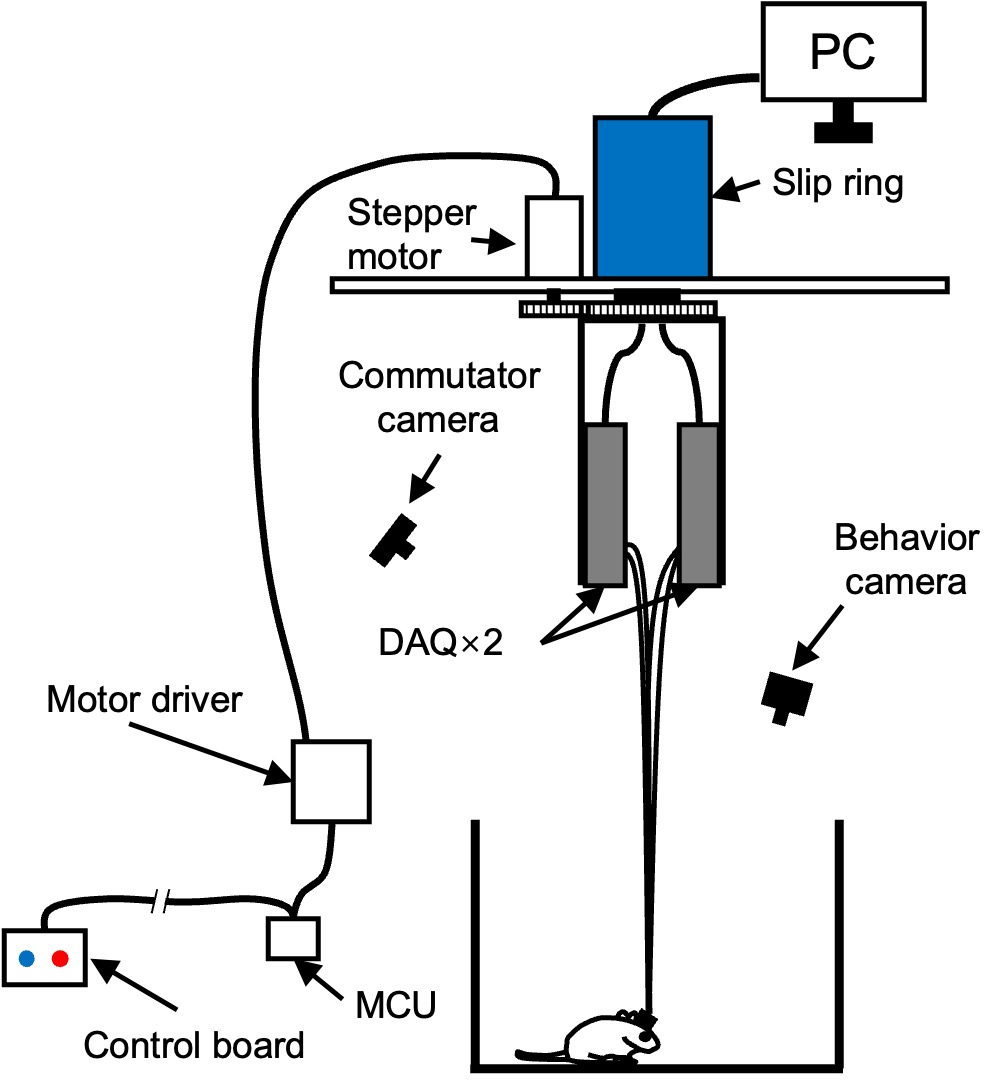 PC
Slip ring
Stepper
motor
Commutator
camera
Behavior
camera
DAQ×2
Motor driver
MCU
Control board